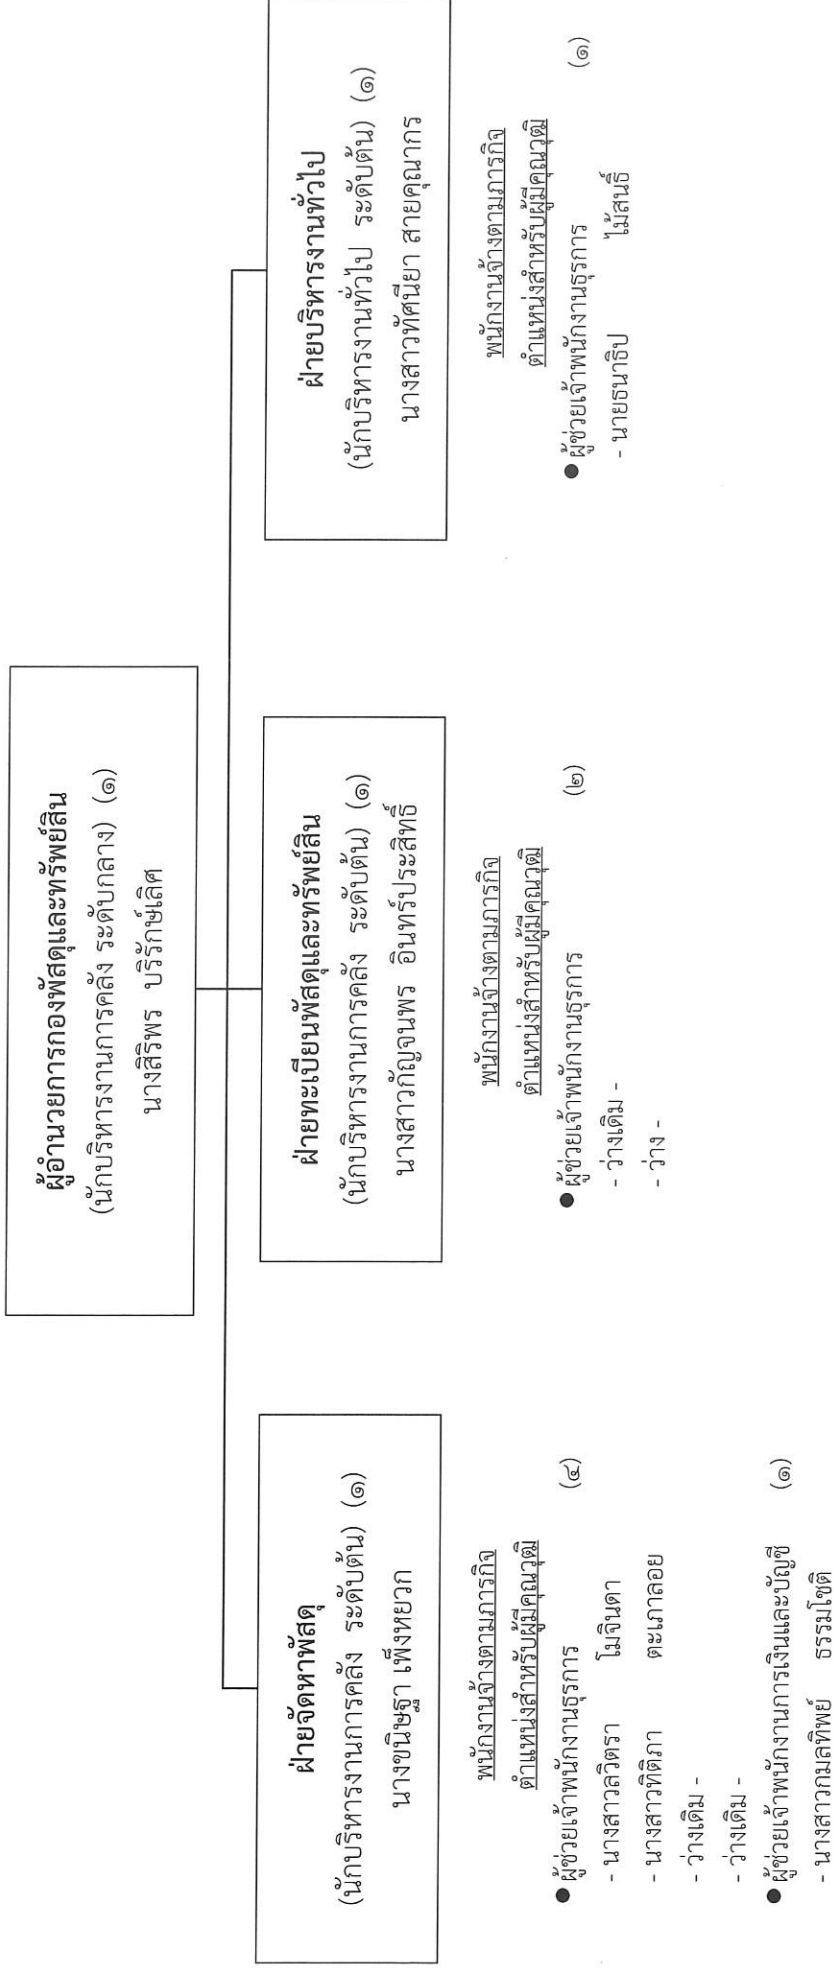 ผู้อำนวยการกองพัสดุและทรัพย์สิน
(นักบริหารงานการคลัง ระดับกลาง) (๑)
นางสิริพร บริรักษ์เลิศ
ฝ่ายจัดหาพัสดุ
(นักบริหารงานการคลัง ระดับต้น) (๑)
นางขนิษฐา เพ็งหยวก
พนักงานจ้างตามภารกิจ
ตำแหน่งสำหรับผู้มีคุณวุฒิ
● ผู้ช่วยเจ้าพนักงานธุรการ (๔)
- นางสาวลวิตรา โมจินดา
- นางสาวทิติภา ตะเภาลอย
- ว่างเดิม -
- ว่างเดิม -
● ผู้ช่วยเจ้าพนักงานการเงินและบัญชี (๑)
- นางสาวกมลทิพย์ ธรรมโชติ
ฝ่ายทะเบียนพัสดุและทรัพย์สิน
(นักบริหารงานการคลัง ระดับต้น) (๑)
นางสาวกัญจนพร อินทร์ประสิทธิ์
พนักงานจ้างตามภารกิจ
ตำแหน่งสำหรับผู้มีคุณวุฒิ
● ผู้ช่วยเจ้าพนักงานธุรการ (๒)
- ว่างเดิม -
- ว่าง -
ฝ่ายบริหารงานทั่วไป
(นักบริหารงานทั่วไป ระดับต้น) (๑)
นางสาวทัศนียา สายคุณากร
พนักงานจ้างตามภารกิจ
ตำแหน่งสำหรับผู้มีคุณวุฒิ
● ผู้ช่วยเจ้าพนักงานธุรการ (๑)
- นายธนาธิป ไม้สนธิ์